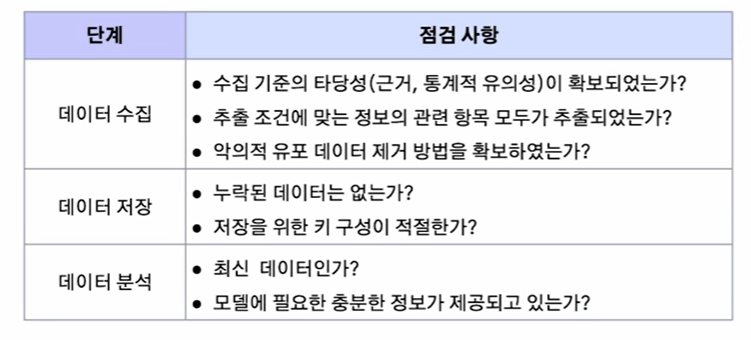 단계
점검 사항
데이터 수집
● 수집 기준의 타당성(근거, 통계적 유의성)이 확보되었는가?
● 추출 조건에 맞는 정보의 관련 항목 모두가 추출되었는가?
● 악의적 유포 데이터 제거 방법을 확보하였는가?
데이터 저장
● 누락된 데이터는 없는가?
● 저장을 위한 키 구성이 적절한가?
데이터 분석
● 최신 데이터인가?
● 모델에 필요한 충분한 정보가 제공되고 있는가?